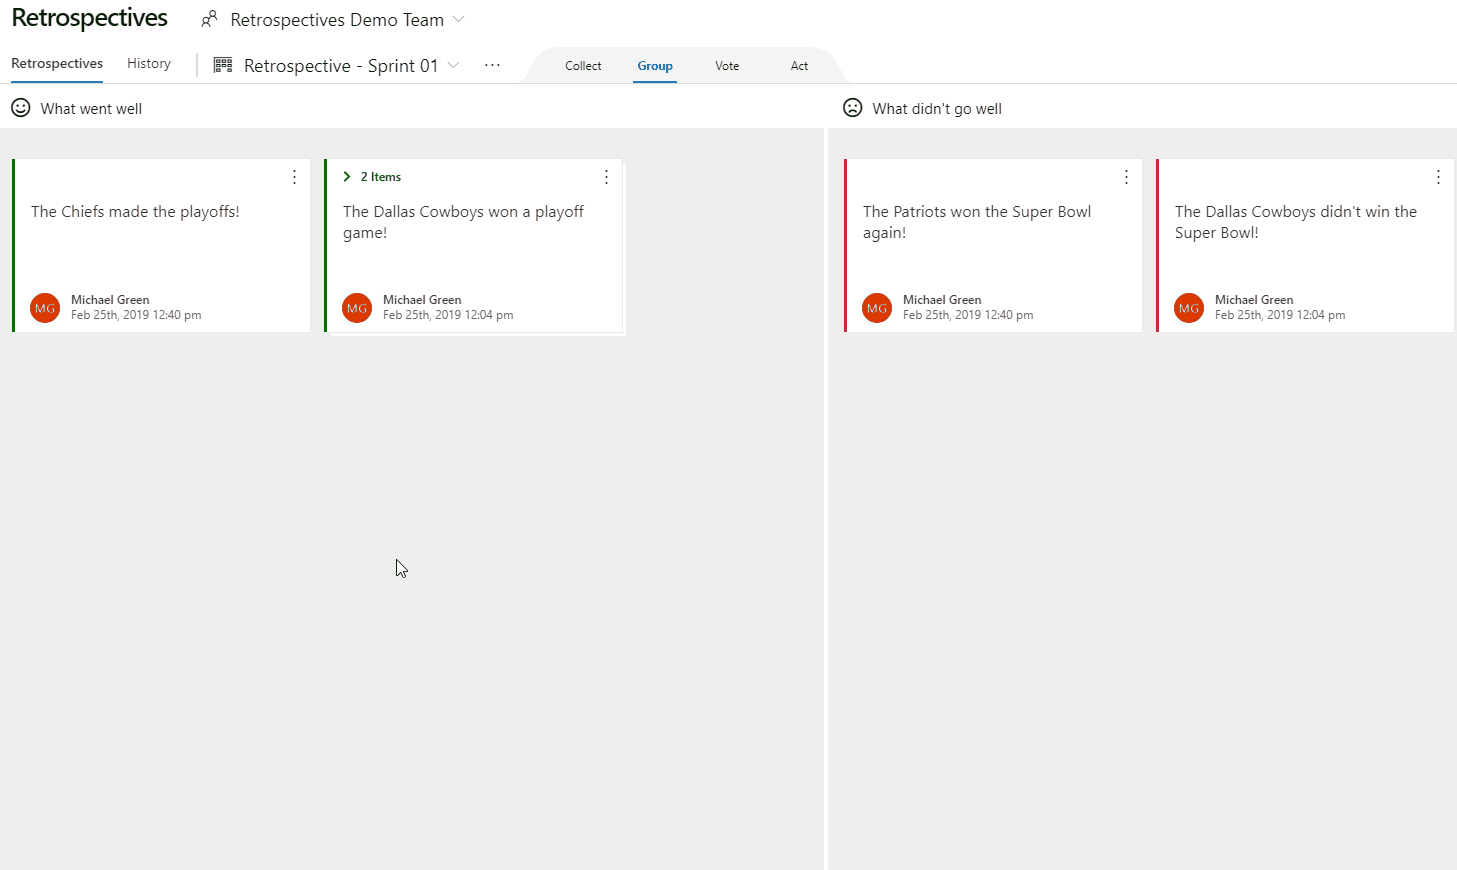 Retrospectives
Retrospectives Demo Team
Retrospectives
History
Retrospective - Sprint 01
...
Collect
Group
Vote
Act
What went well
What didn't go well
The Chiefs made the playoffs!
MG
Michael Green
Feb 25th, 2019 12:40 pm
2 Items
The Dallas Cowboys won a playoff
game!
MG
Michael Green
Feb 25th, 2019 12:04 pm
The Patriots won the Super Bowl
again!
MG
Michael Green
Feb 25th, 2019 12:40 pm
The Dallas Cowboys didn't win the
Super Bowl!
MG
Michael Green
Feb 25th, 2019 12:04 pm